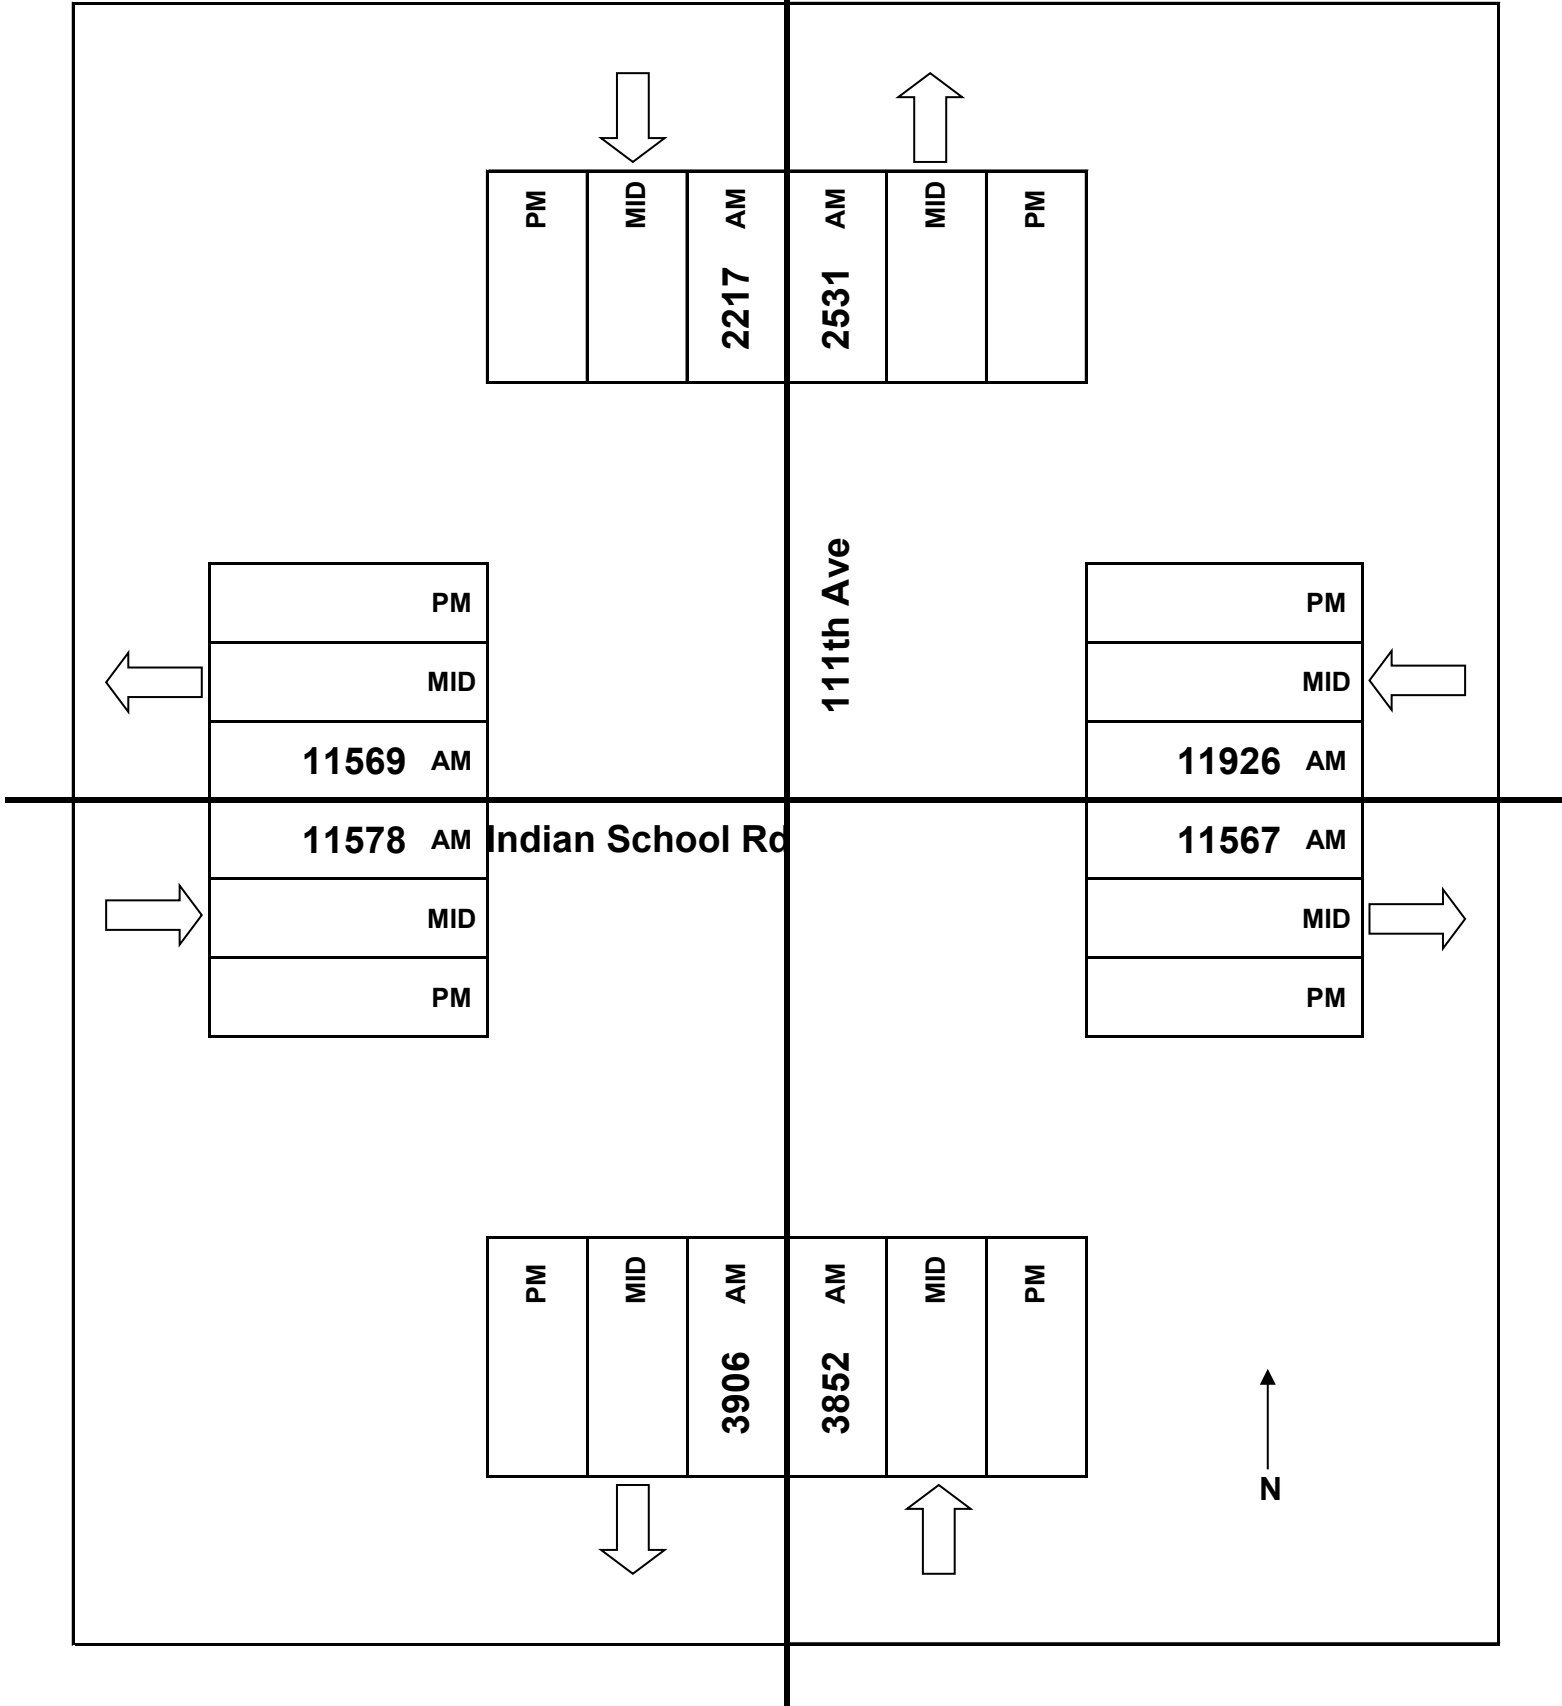 PM MID AM AM MID PM
2217 2531
111th Ave
PM PM
MID MID
11569 AM 11926 AM
11578 AM Indian School Rd 11567 AM
MID MID
PM PM
PM MID AM AM MID PM
3906 3852
N